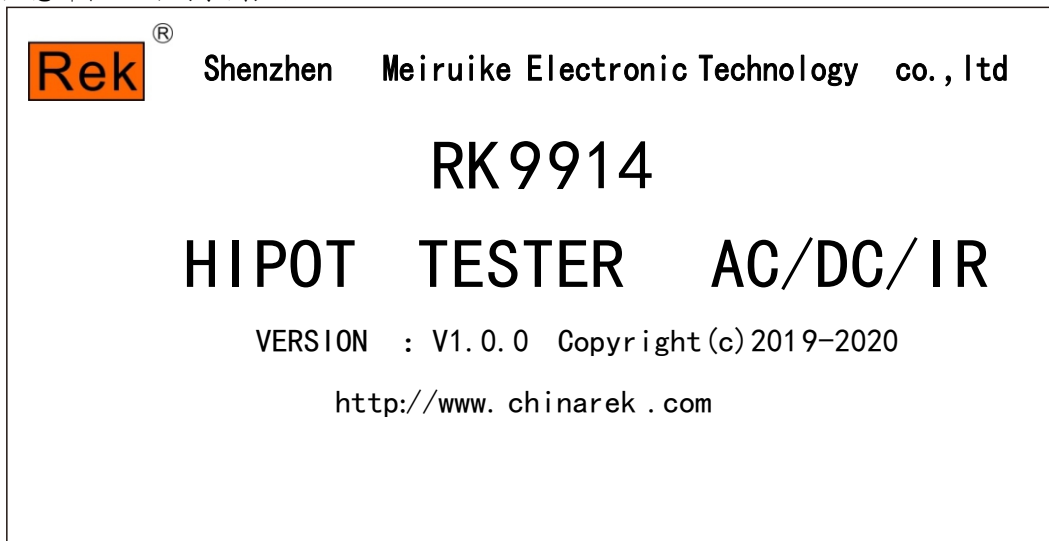 Rek ® Shenzhen Meiruike Electronic Technology co.,ltd
RK9914
HIPOT TESTER AC/DC/IR
VERSION : V1.0.0 Copyright(c)2019-2020
http://www. chinarek .com